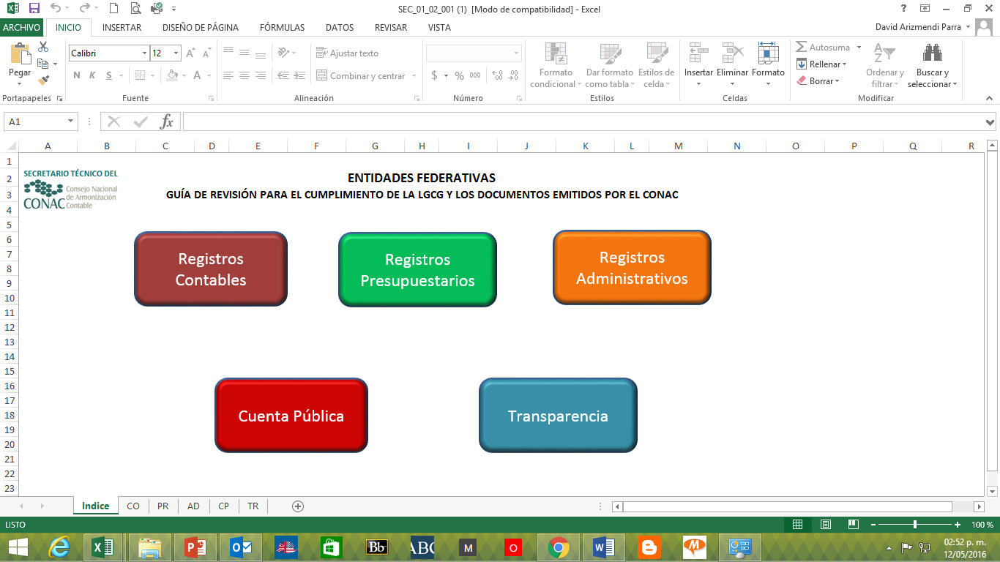 SEC_01_02_001 (1) [Modo de compatibilidad] - Excel
ARCHIVO INICIO INSERTAR DISEÑO DE PÁGINA FÓRMULAS DATOS REVISAR VISTA David Arizmendi Parra
Pegar
Calibri 12
N K S
Ajustar texto
Combinar y centrar
$ % 000
Formato condicional
Dar formato como tabla
Estilos de celda
Insertar Eliminar Formato
Autosuma
Rellenar
Borrar
Ordenar y filtrar
Buscar y seleccionar
Portapapeles Fuente Alineación Número Estilos Celdas Modificar
A1 fx
A B C D E F G H I J K L M N O P Q R
1
2
3
4
5
6
7
8
9
10
11
12
13
14
15
16
17
18
19
20
21
22
23
SECRETARIO TÉCNICO DEL
CONAC
Consejo Nacional
de Armonización
Contable
ENTIDADES FEDERATIVAS
GUÍA DE REVISIÓN PARA EL CUMPLIMIENTO DE LA LGCG Y LOS DOCUMENTOS EMITIDOS POR EL CONAC
Registros
Contables
Registros
Presupuestarios
Registros
Administrativos
Cuenta Pública
Transparencia
Indice CO PR AD CP TR
LISTO 100 %
Bb ABC M O
02:52 p. m.
12/05/2016